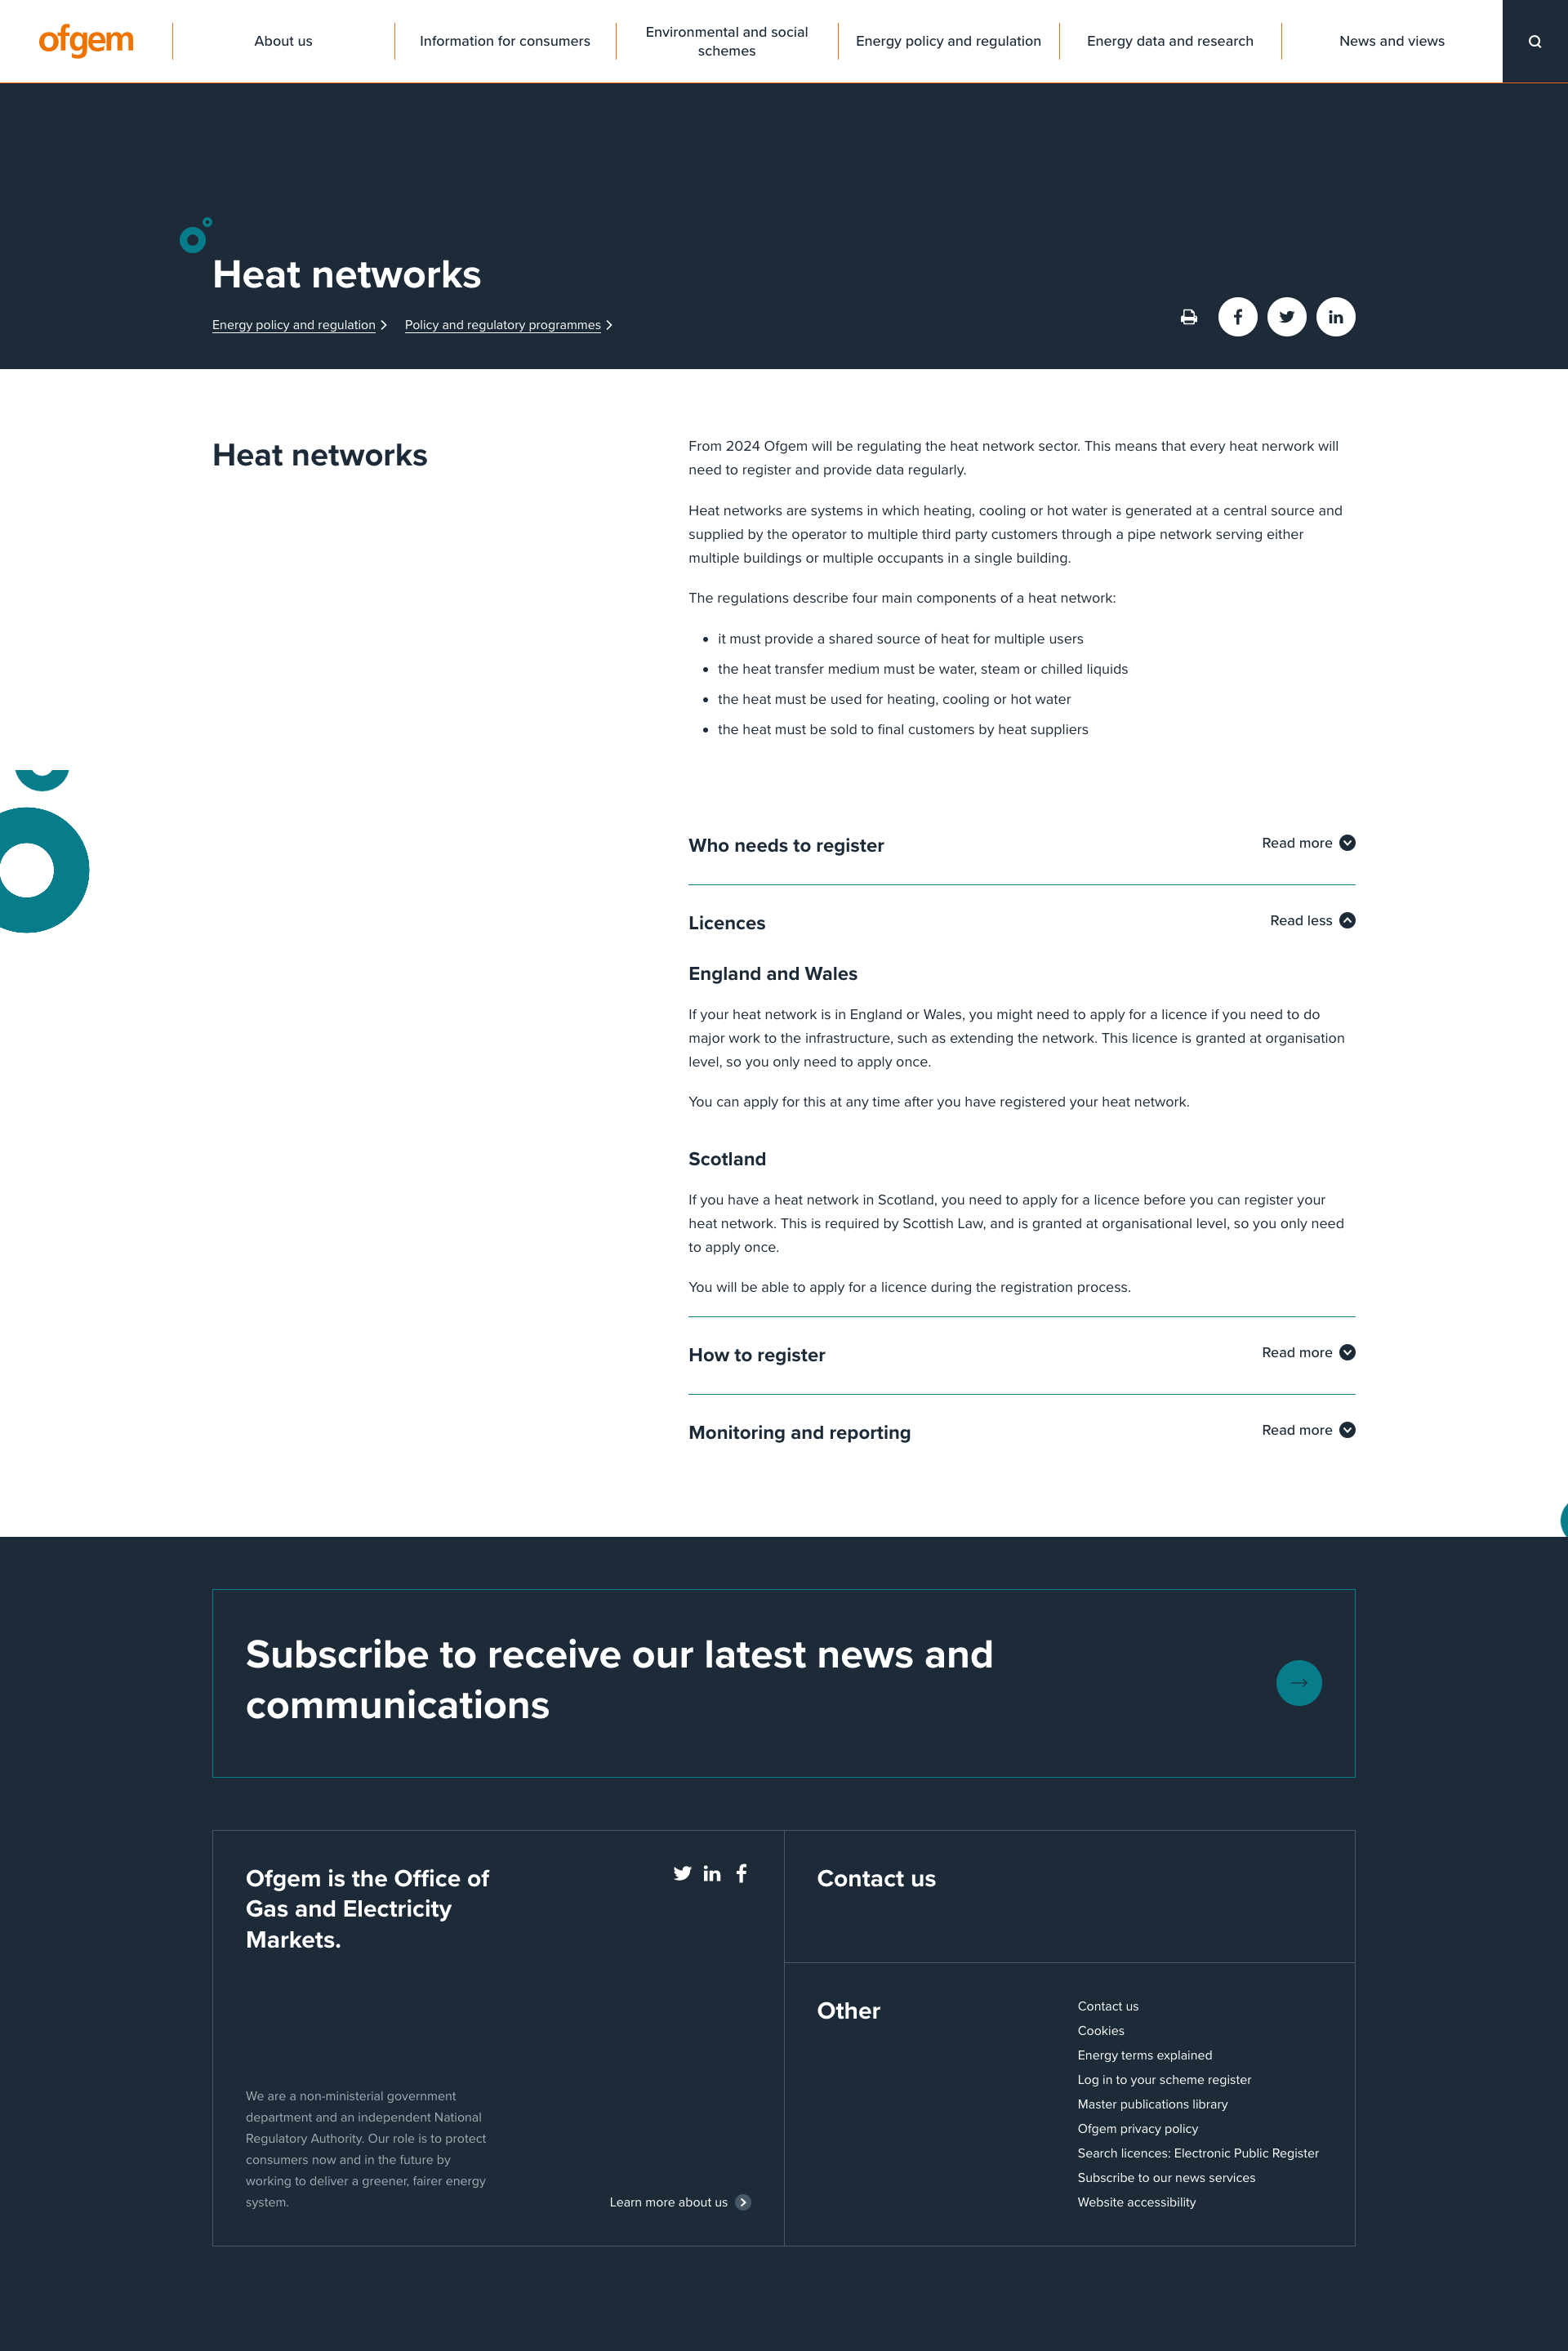 ofgem
About us
Information for consumers
Environmental and social
schemes
Energy policy and regulation
Energy data and research
News and views
Heat networks
Energy policy and regulation
Policy and regulatory programmes
Heat networks
From 2024 Ofgem will be regulating the heat network sector. This means that every heat nerwork will
need to register and provide data regularly.
Heat networks are systems in which heating, cooling or hot water is generated at a central source and
supplied by the operator to multiple third party customers through a pipe network serving either
multiple buildings or multiple occupants in a single building.
The regulations describe four main components of a heat network:
• it must provide a shared source of heat for multiple users
• the heat transfer medium must be water, steam or chilled liquids
• the heat must be used for heating, cooling or hot water
• the heat must be sold to final customers by heat suppliers
Who needs to register
Read more
Licences
Read less
England and Wales
If your heat network is in England or Wales, you might need to apply for a licence if you need to do
major work to the infrastructure, such as extending the network. This licence is granted at organisation
level, so you only need to apply once.
You can apply for this at any time after you have registered your heat network.
Scotland
If you have a heat network in Scotland, you need to apply for a licence before you can register your
heat network. This is required by Scottish Law, and is granted at organisational level, so you only need
to apply once.
You will be able to apply for a licence during the registration process.
How to register
Read more
Monitoring and reporting
Read more
Subscribe to receive our latest news and
communications
Ofgem is the Office of
Gas and Electricity
Markets.
We are a non-ministerial government
department and an independent National
Regulatory Authority. Our role is to protect
consumers now and in the future by
working to deliver a greener, fairer energy
system.
Learn more about us
Contact us
Other
Contact us
Cookies
Energy terms explained
Log in to your scheme register
Master publications library
Ofgem privacy policy
Search licences: Electronic Public Register
Subscribe to our news services
Website accessibility